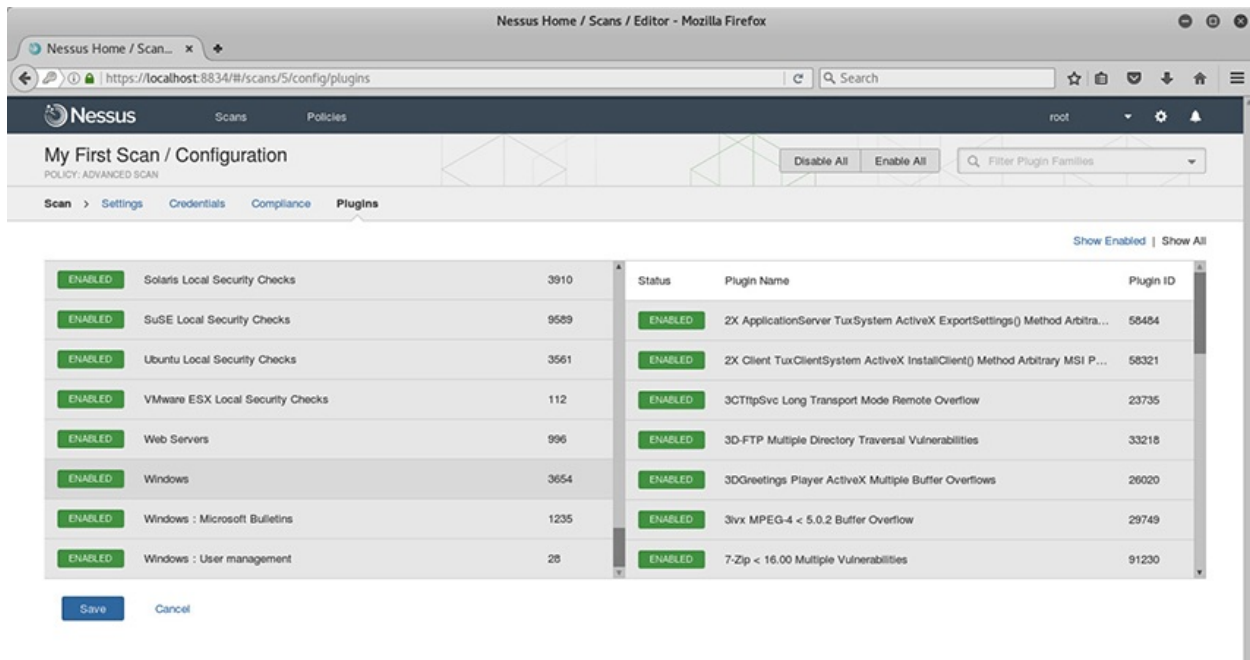 Nessus Home / Scans / Editor - Mozilla Firefox
Nessus Home / Scan...
https://localhost:8834/#/scans/5/config/plugins
Search
Nessus
Scans
Policies
root
My First Scan / Configuration
POLICY: ADVANCED SCAN
Disable All
Enable All
Filter Plugin Families
Scan > Settings Credentials Compliance Plugins
Show Enabled | Show All
ENABLED Solaris Local Security Checks 3910
ENABLED SuSE Local Security Checks 9589
ENABLED Ubuntu Local Security Checks 3561
ENABLED VMware ESX Local Security Checks 112
ENABLED Web Servers 996
ENABLED Windows 3654
ENABLED Windows : Microsoft Bulletins 1235
ENABLED Windows : User management 28
Status Plugin Name Plugin ID
ENABLED 2X ApplicationServer TuxSystem ActiveX ExportSettings() Method Arbitra... 58484
ENABLED 2X Client TuxClientSystem ActiveX InstallClient() Method Arbitrary MSI P... 58321
ENABLED 3CTftpSvc Long Transport Mode Remote Overflow 23735
ENABLED 3D-FTP Multiple Directory Traversal Vulnerabilities 33218
ENABLED 3DGreetings Player ActiveX Multiple Buffer Overflows 26020
ENABLED 3ivx MPEG-4 < 5.0.2 Buffer Overflow 29749
ENABLED 7-Zip < 16.00 Multiple Vulnerabilities 91230
Save
Cancel